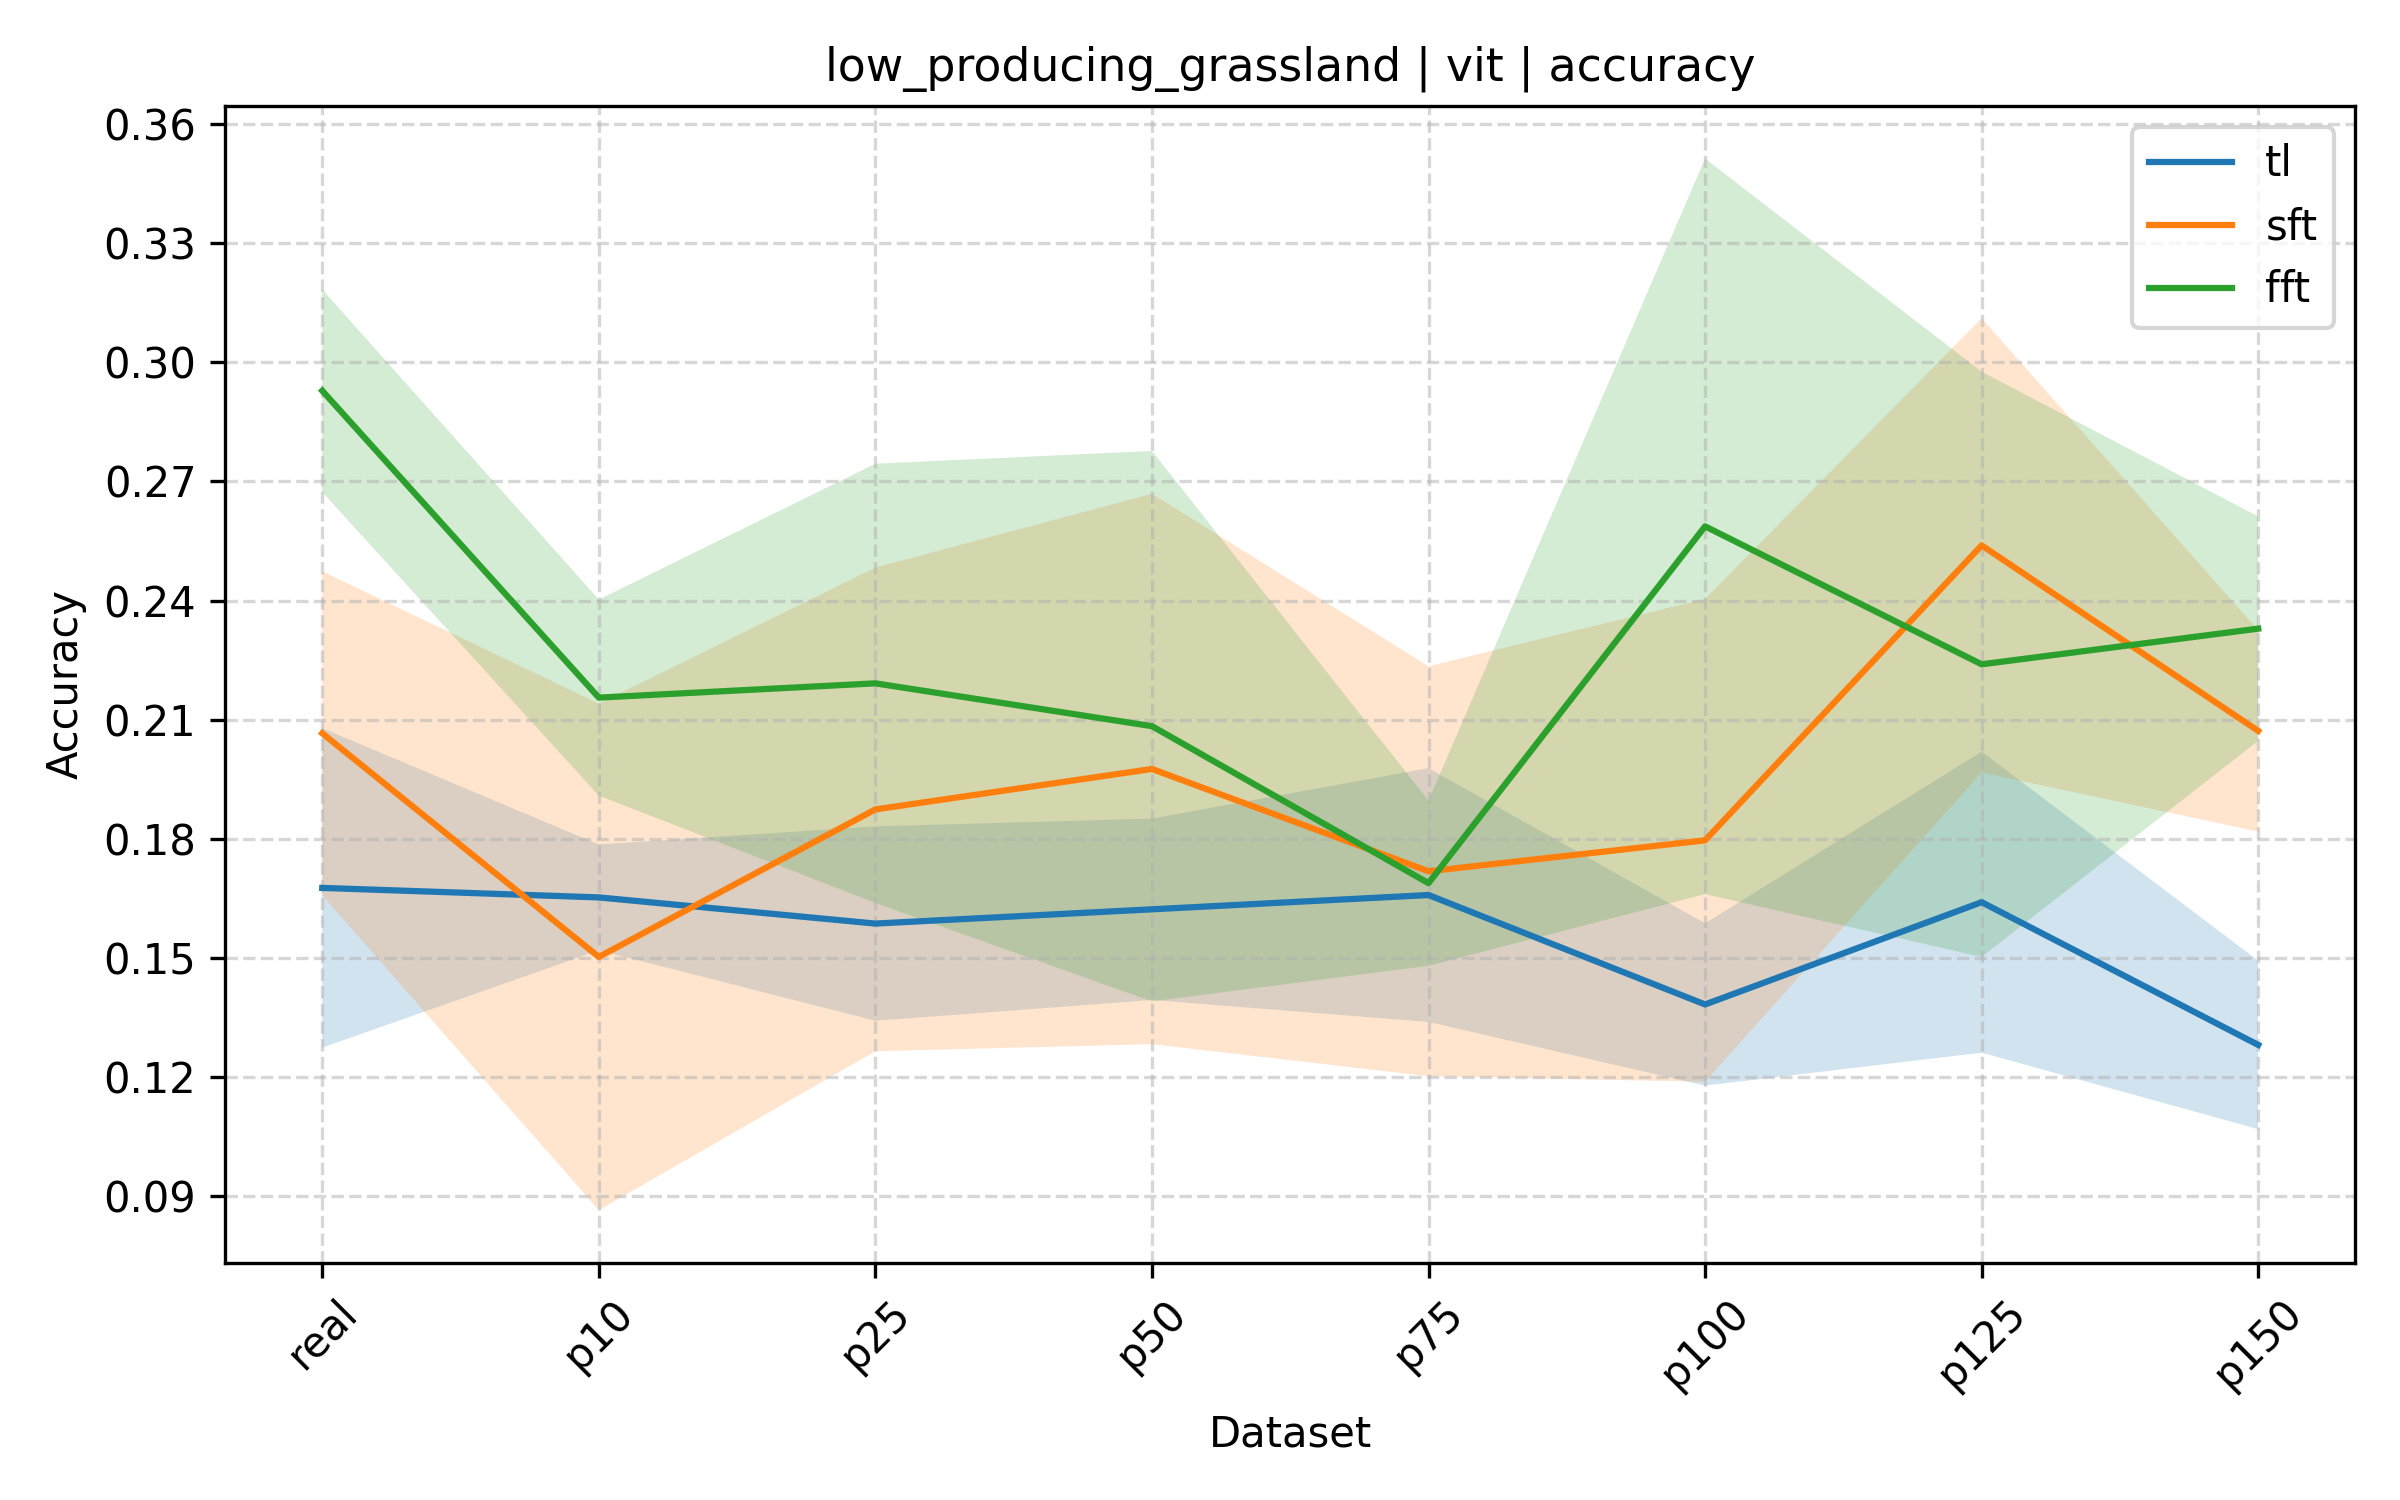 low_producing_grassland | vit | accuracy
0.36
0.33
0.30
0.27
0.24
0.21
0.18
0.15
0.12
0.09
Accuracy
tl
sft
fft
real
p10
p25
p50
p75
p100
p125
p150
Dataset